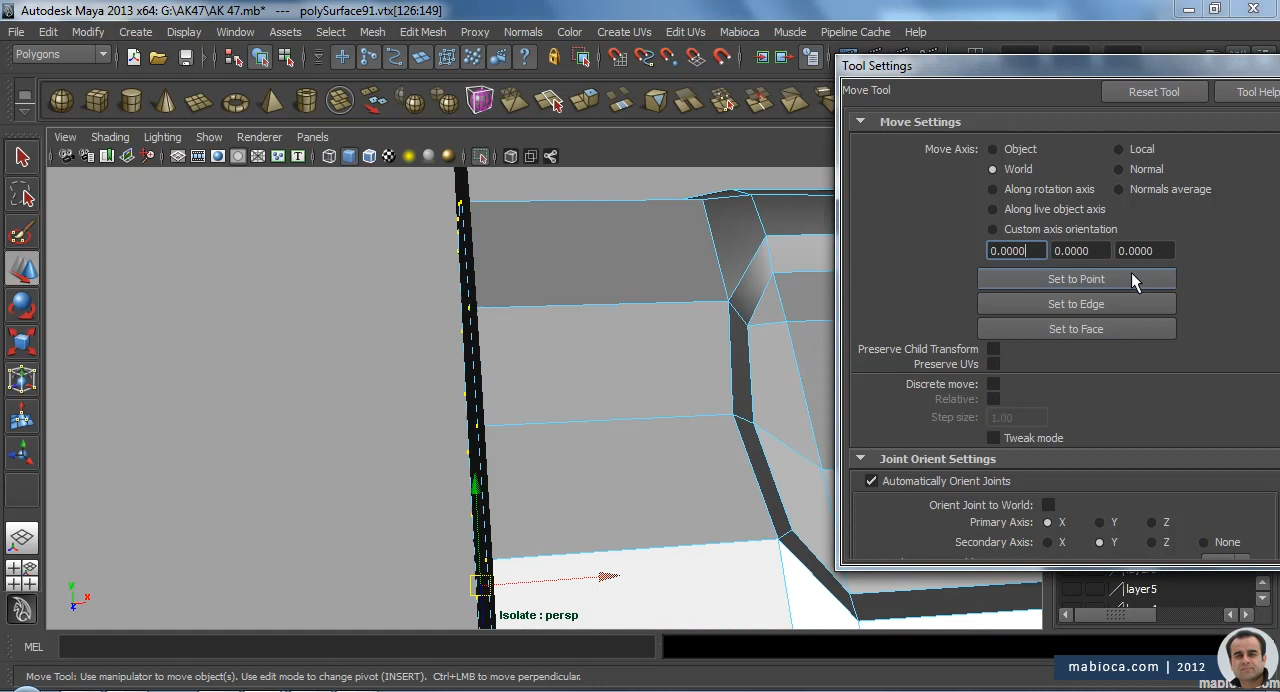 Autodesk Maya 2013 x64: G:\AK47\AK 47.mb* --- polySurface91.vtx[126:149]
File Edit Modify Create Display Window Assets Select Mesh Edit Mesh Proxy Normals Color Create UVs Edit UVs Mabioca Muscle Pipeline Cache Help
Polygons
Tool Settings
Move Tool
Reset Tool
Tool Help
View Shading Lighting Show Renderer Panels
Move Settings
Move Axis:
Object
Local
World
Normal
Along rotation axis
Normals average
Along live object axis
Custom axis orientation
0.0000 0.0000 0.0000
Set to Point
Set to Edge
Set to Face
Preserve Child Transform
Preserve UVs
Discrete move:
Relative:
Step size: 1.00
Tweak mode
Joint Orient Settings
Automatically Orient Joints
Orient Joint to World:
Primary Axis: X Y Z
Secondary Axis: X Y Z None
layer5
y
x
z
Isolate : persp
MEL
mabioca.com | 2012
Move Tool: Use manipulator to move object(s). Use edit mode to change pivot (INSERT). Ctrl+LMB to move perpendicular.